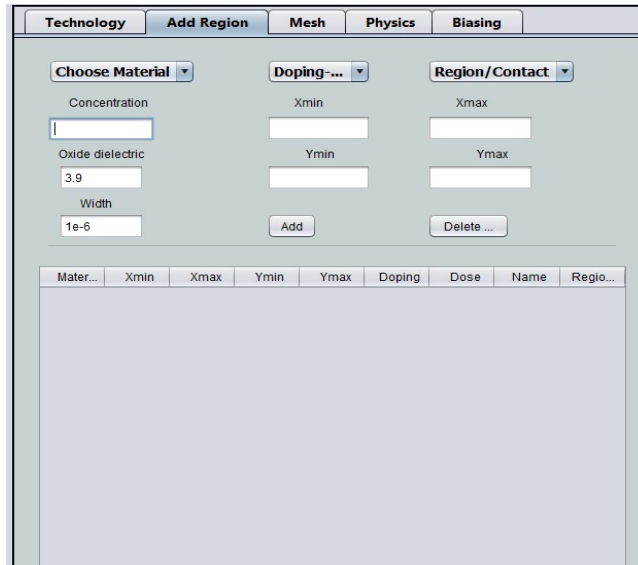 Technology Add Region Mesh Physics Biasing
Choose Material Doping-... Region/Contact
Concentration Xmin Xmax
Oxide dielectric Ymin Ymax
3.9
Width
1e-6 Add Delete ...
Mater... Xmin Xmax Ymin Ymax Doping Dose Name Regio...